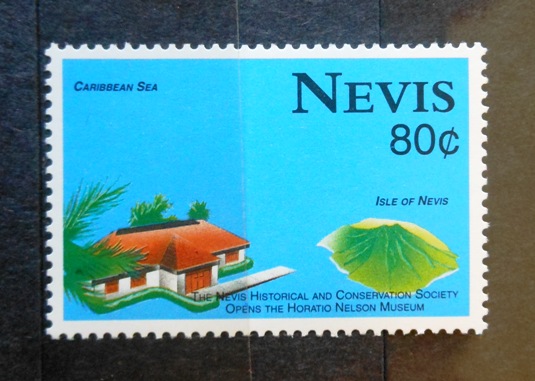 Caribbean Sea
Nevis
80¢
Isle of Nevis
The Nevis Historical and Conservation Society
Opens the Horatio Nelson Museum